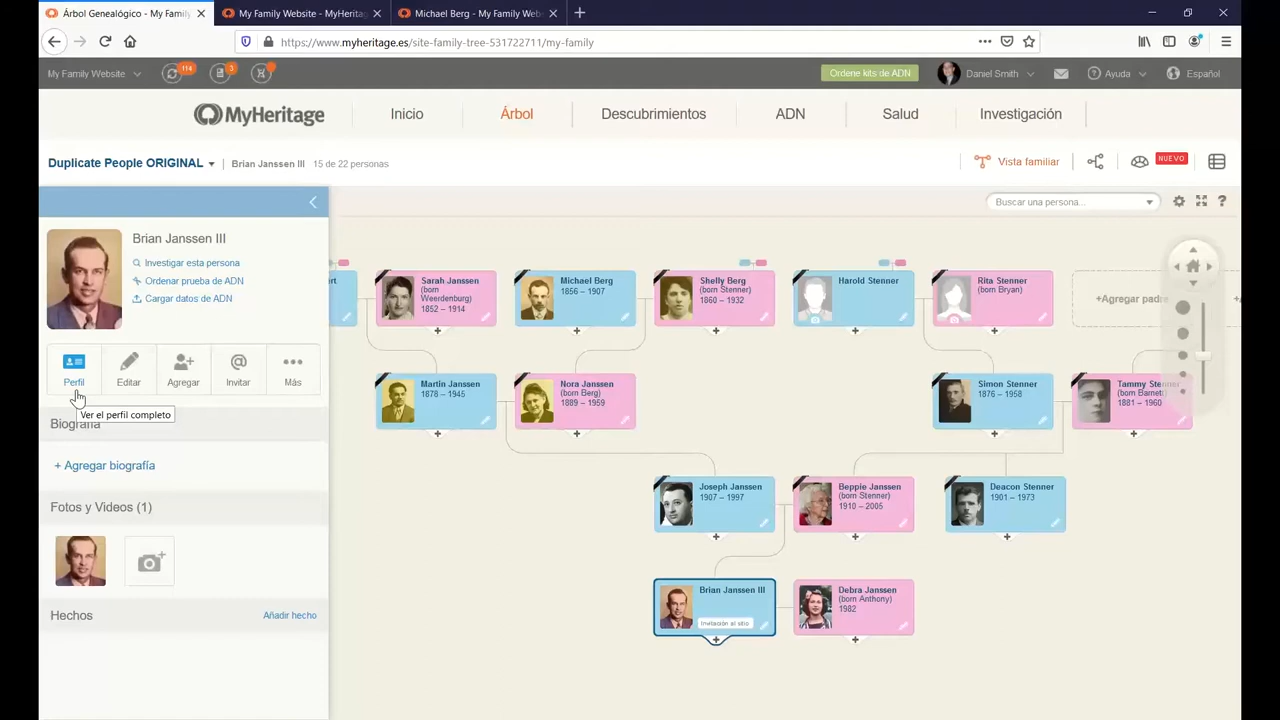 Árbol Genealógico - My Family
My Family Website - MyHeritag
Michael Berg - My Family Web
https://www.myheritage.es/site-family-tree-531722711/my-family
My Family Website
114
5
Ordene kits de ADN
Daniel Smith
Ayuda
Español
MyHeritage
Inicio
Árbol
Descubrimientos
ADN
Salud
Investigación
Duplicate People ORIGINAL
Brian Janssen III
15 de 22 personas
Vista familiar
NUEVO
Buscar una persona...
Brian Janssen III
Investigar esta persona
Ordenar prueba de ADN
Cargar datos de ADN
Perfil
Editar
Agregar
Invitar
Más
Ver el perfil completo
Biografía
+ Agregar biografía
Fotos y Videos (1)
Hechos
Añadir hecho
rt
Sarah Janssen
(born
Weerdenburg)
1852 – 1914
Michael Berg
1856 – 1907
Shelly Berg
(born Stenner)
1860 – 1932
Harold Stenner
Rita Stenner
(born Bryan)
+Agregar padre
Martin Janssen
1878 – 1945
Nora Janssen
(born Berg)
1889 – 1959
Simon Stenner
1876 – 1958
Tammy Stenner
(born Barnett)
1881 – 1960
Joseph Janssen
1907 – 1997
Beppie Janssen
(born Stenner)
1910 – 2005
Deacon Stenner
1901 – 1973
Brian Janssen III
Invitación al sitio
Debra Janssen
(born Anthony)
1982